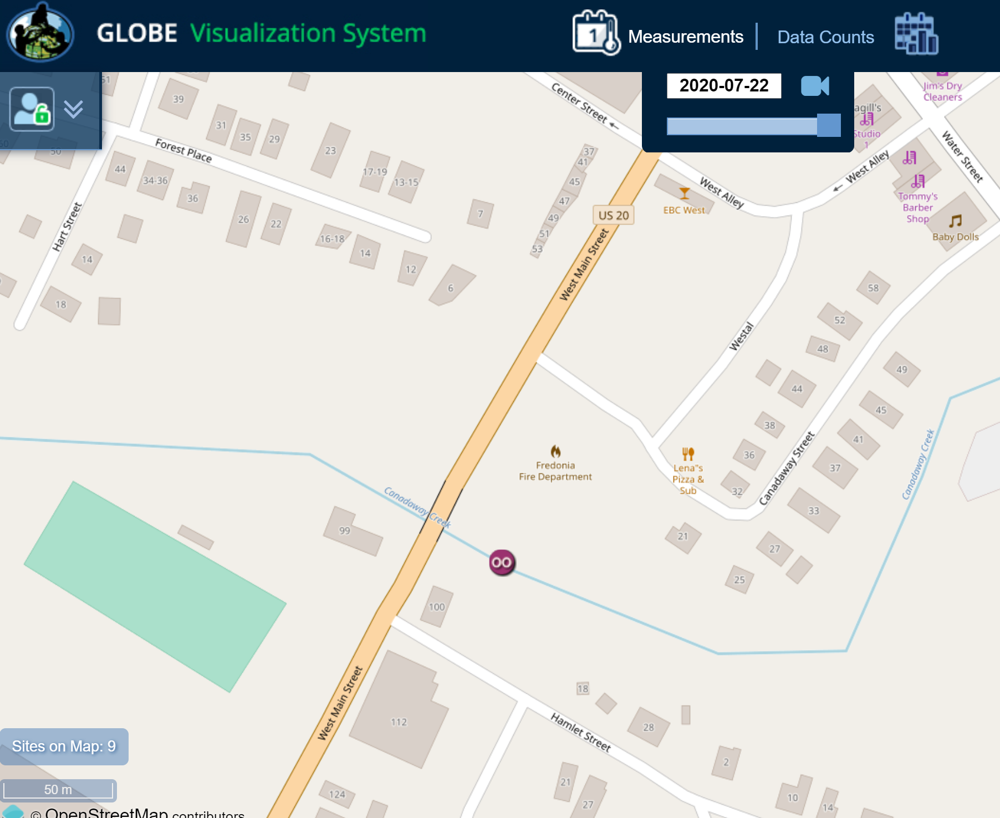 GLOBE Visualization System
Measurements
Data Counts
2020-07-22
Center Street
Jim's Dry
Cleaners
agill's
Studio
1
Water Street
West Alley
West Alley
Tommy's
Barber
Shop
Baby Dolls
EBC West
US 20
West Main Street
Forest Place
Hart Street
51
39
31
35
29
23
50
44
34-36
36
17-19
13-15
26
22
16-18
14
12
7
6
14
18
37
41
45
47
49
51
53
Westal
58
52
48
44
49
38
45
41
36
37
32
33
21
27
25
Canadaway Street
Canadaway Creek
Fredonia
Fire Department
Lena"s
Pizza &
Sub
Canadaway Creek
99
OO
100
West Main Street
112
Hamlet Street
18
28
2
21
27
10
14
124
Sites on Map: 9
50 m
© OpenStreetMap contributors